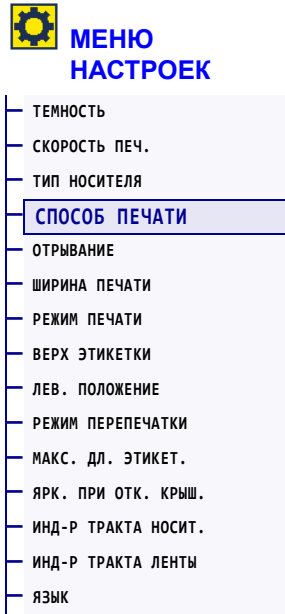 МЕНЮ
НАСТРОЕК
ТЕМНОСТЬ
СКОРОСТЬ ПЕЧ.
ТИП НОСИТЕЛЯ
СПОСОБ ПЕЧАТИ
ОТРЫВАНИЕ
ШИРИНА ПЕЧАТИ
РЕЖИМ ПЕЧАТИ
ВЕРХ ЭТИКЕТКИ
ЛЕВ. ПОЛОЖЕНИЕ
РЕЖИМ ПЕРЕПЕЧАТКИ
МАКС. ДЛ. ЭТИКЕТ.
ЯРК. ПРИ ОТК. КРЫШ.
ИНД-Р ТРАКТА НОСИТ.
ИНД-Р ТРАКТА ЛЕНТЫ
ЯЗЫК